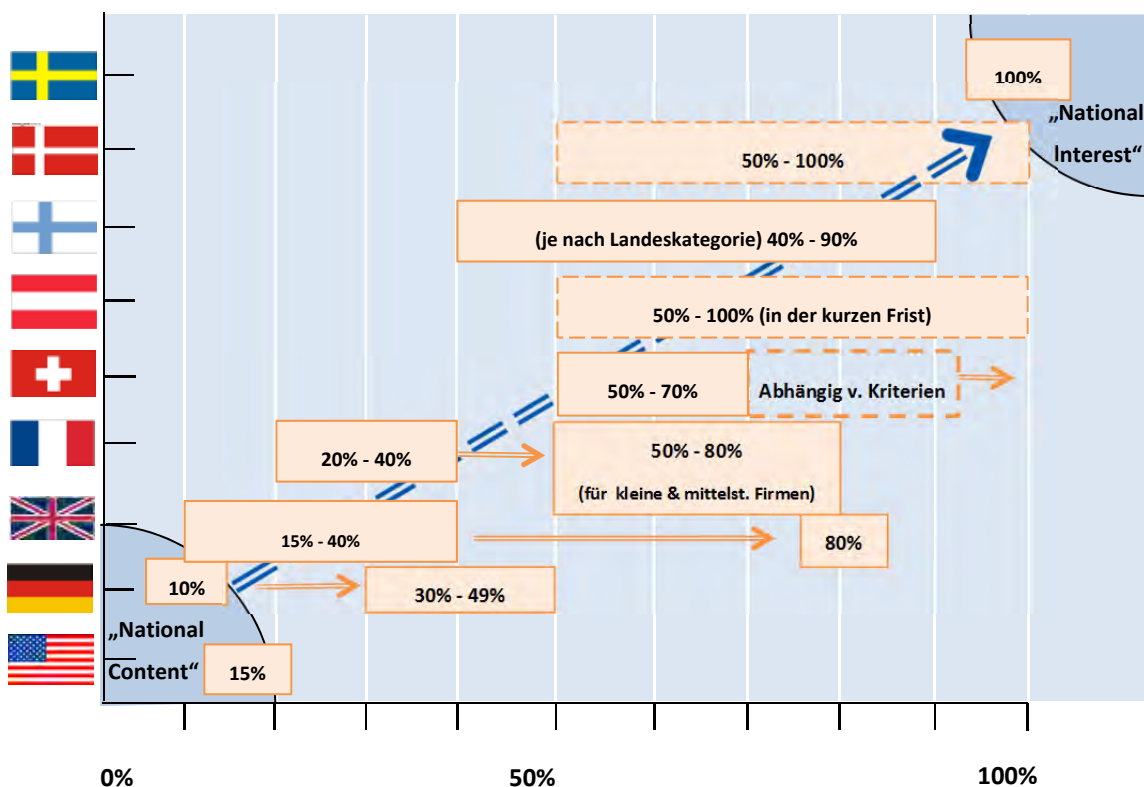 100%
„National
Interest“
50% - 100%
(je nach Landeskategorie) 40% - 90%
50% - 100% (in der kurzen Frist)
50% - 70%
Abhängig v. Kriterien
20% - 40%
50% - 80%
(für kleine & mittelst. Firmen)
15% - 40%
80%
10%
30% - 49%
„National
Content“
15%
0%
50%
100%